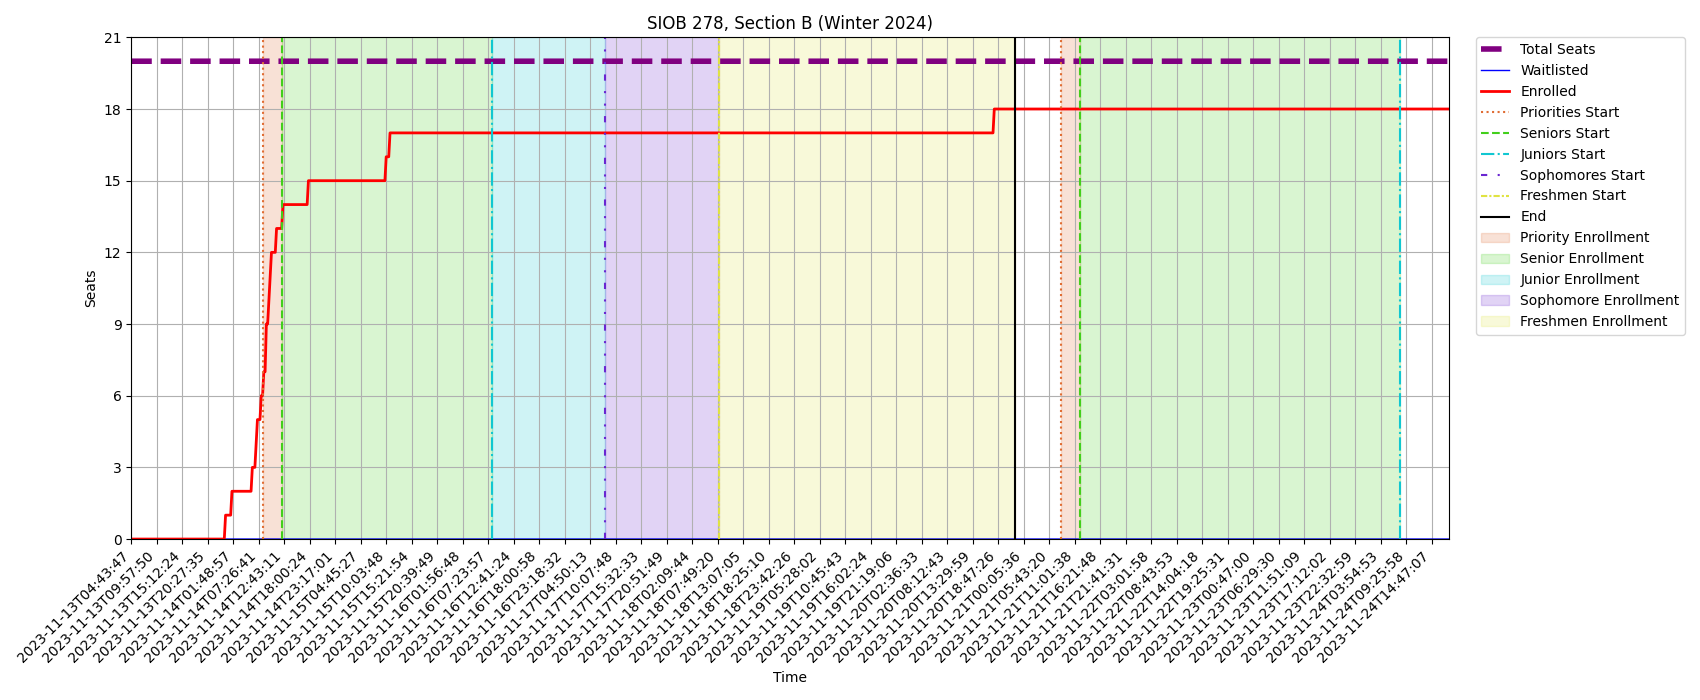 SIOB 278, Section B (Winter 2024)
21
18
15
12
9
6
3
0
Seats
2023-11-13T04:43:47
2023-11-13T09:57:50
2023-11-13T15:12:24
2023-11-13T20:27:35
2023-11-14T01:48:57
2023-11-14T07:26:41
2023-11-14T12:43:11
2023-11-14T18:00:24
2023-11-14T23:17:01
2023-11-15T04:45:27
2023-11-15T10:03:48
2023-11-15T15:21:54
2023-11-15T20:39:49
2023-11-16T01:56:48
2023-11-16T07:23:57
2023-11-16T12:41:24
2023-11-16T18:00:58
2023-11-16T23:18:32
2023-11-17T04:50:13
2023-11-17T10:07:48
2023-11-17T15:32:33
2023-11-17T20:51:49
2023-11-18T02:09:44
2023-11-18T07:49:20
2023-11-18T13:07:05
2023-11-18T18:25:10
2023-11-18T23:42:26
2023-11-19T05:28:02
2023-11-19T10:45:43
2023-11-19T16:02:24
2023-11-19T21:19:06
2023-11-20T02:36:33
2023-11-20T08:12:43
2023-11-20T13:29:59
2023-11-20T18:47:26
2023-11-21T00:05:36
2023-11-21T05:43:20
2023-11-21T11:01:38
2023-11-21T16:21:48
2023-11-21T21:41:31
2023-11-22T03:01:58
2023-11-22T08:43:53
2023-11-22T14:04:18
2023-11-22T19:25:31
2023-11-23T00:47:00
2023-11-23T06:29:30
2023-11-23T11:51:09
2023-11-23T17:12:02
2023-11-23T22:32:59
2023-11-24T03:54:53
2023-11-24T09:25:58
2023-11-24T14:47:07
Time
Total Seats
Waitlisted
Enrolled
Priorities Start
Seniors Start
Juniors Start
Sophomores Start
Freshmen Start
End
Priority Enrollment
Senior Enrollment
Junior Enrollment
Sophomore Enrollment
Freshmen Enrollment